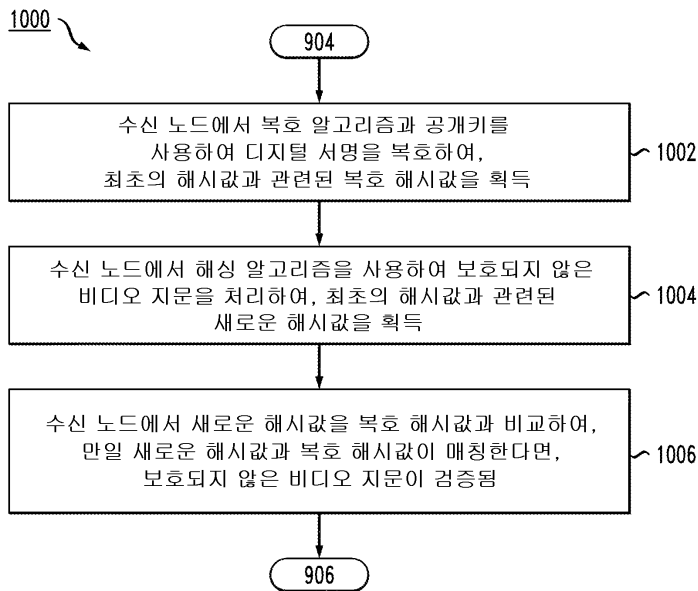 1000
904
수신 노드에서 복호 알고리즘과 공개키를
사용하여 디지털 서명을 복호하여,
최초의 해시값과 관련된 복호 해시값을 획득
1002
수신 노드에서 해싱 알고리즘을 사용하여 보호되지 않은
비디오 지문을 처리하여, 최초의 해시값과 관련된
새로운 해시값을 획득
1004
수신 노드에서 새로운 해시값을 복호 해시값과 비교하여,
만일 새로운 해시값과 복호 해시값이 매칭한다면,
보호되지 않은 비디오 지문이 검증됨
1006
906